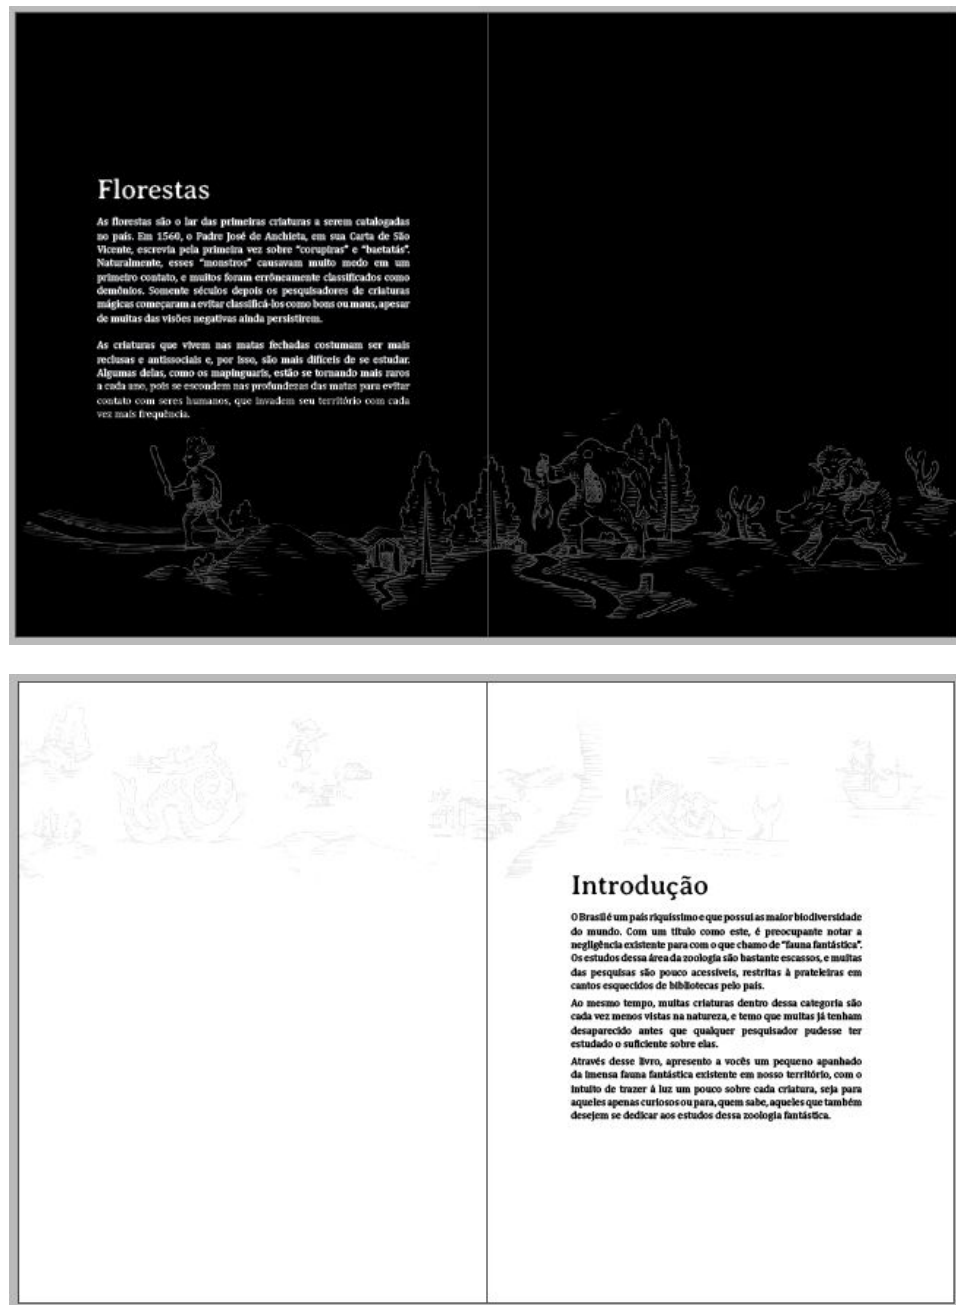 Florestas
As florestas são o lar das primeiras criaturas a serem catalogadas
no país. Em 1560, o Padre José de Anchieta, em sua Carta de São
Vicente, escrevia pela primeira vez sobre “corupiras” e “baetatás”.
Naturalmente, esses “monstros” causavam muito medo em um
primeiro contato, e muitos foram errôneamente classificados como
demônios. Somente séculos depois os pesquisadores de criaturas
mágicas começaram a evitar classificá-los como bons ou maus, apesar
de muitas das visões negativas ainda persistirem.
As criaturas que vivem nas matas fechadas costumam ser mais
reclusas e antissociais e, por isso, são mais difíceis de se estudar.
Algumas delas, como os mapinguaris, estão se tornando mais raros
a cada ano, pois se escondem nas profundezas das matas para evitar
contato com seres humanos, que invadem seu território com cada
vez mais frequência.
Introdução
O Brasil é um país riquíssimo e que possui as maior biodiversidade
do mundo. Com um título como este, é preocupante notar a
negligência existente para com o que chamo de “fauna fantástica”.
Os estudos dessa área da zoologia são bastante escassos, e muitas
das pesquisas são pouco acessíveis, restritas à prateleiras em
cantos esquecidos de bibliotecas pelo país.
Ao mesmo tempo, muitas criaturas dentro dessa categoria são
cada vez menos vistas na natureza, e temo que muitas já tenham
desaparecido antes que qualquer pesquisador pudesse ter
estudado o suficiente sobre elas.
Através desse livro, apresento a vocês um pequeno apanhado
da imensa fauna fantástica existente em nosso território, com o
intuito de trazer à luz um pouco sobre cada criatura, seja para
aqueles apenas curiosos ou para, quem sabe, aqueles que também
desejem se dedicar aos estudos dessa zoologia fantástica.